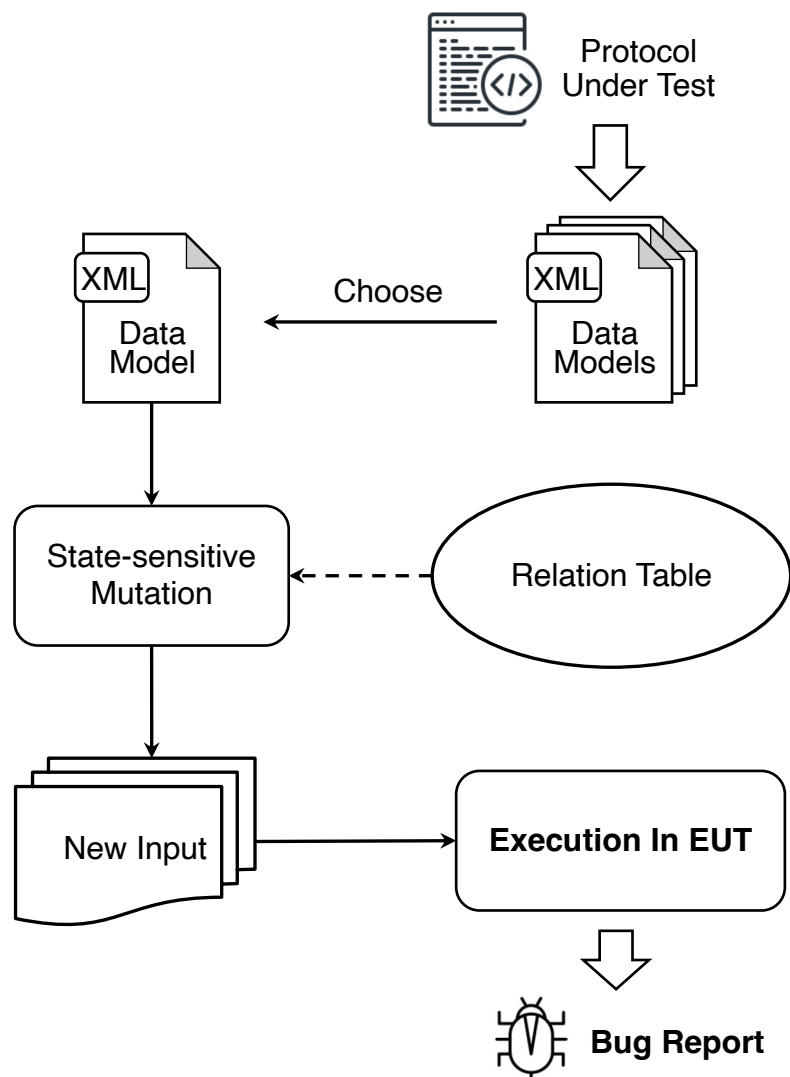 Protocol
Under Test
</>
XML
Data
Model
Choose
XML
Data
Models
State-sensitive
Mutation
Relation Table
New Input
Execution In EUT
Bug Report